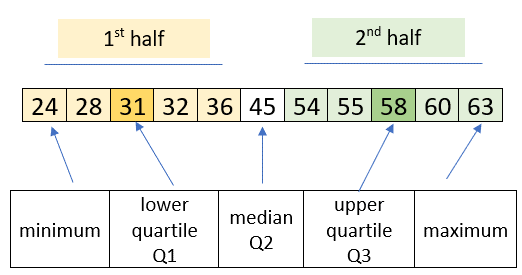 1st half
2nd half
24 28 31 32 36 45 54 55 58 60 63
minimum
lower
quartile
Q1
median
Q2
upper
quartile
Q3
maximum